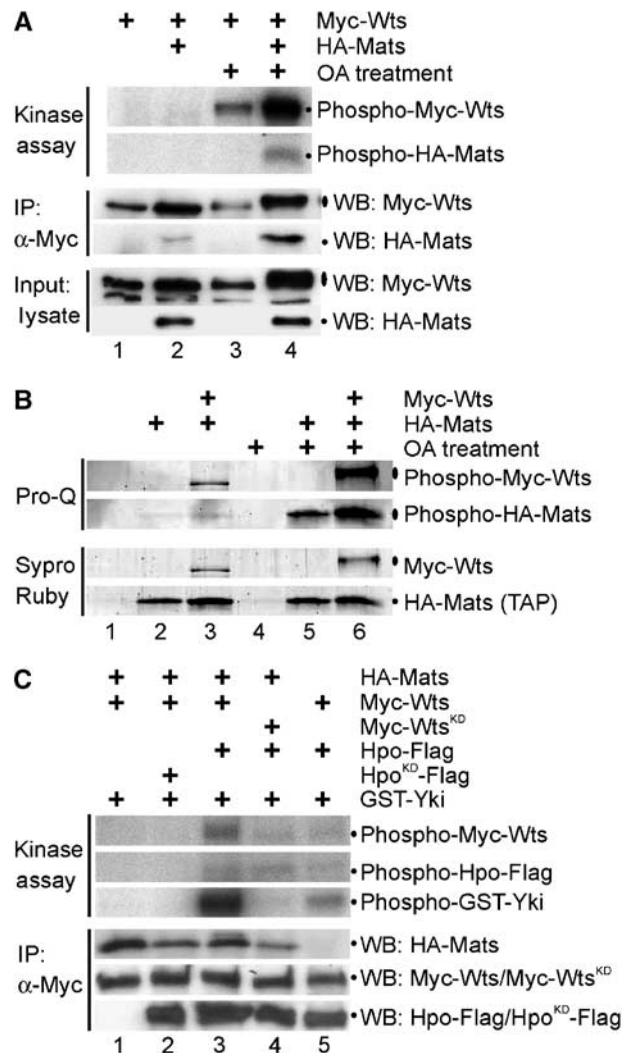 A + + + + Myc-Wts
+ + HA-Mats
+ + OA treatment
Kinase assay
Phospho-Myc-Wts
Phospho-HA-Mats
IP: α-Myc
WB: Myc-Wts
WB: HA-Mats
Input: lysate
WB: Myc-Wts
WB: HA-Mats
1 2 3 4
B + + Myc-Wts
+ + + + HA-Mats
+ + + OA treatment
Pro-Q
Phospho-Myc-Wts
Phospho-HA-Mats
Sypro Ruby
Myc-Wts
HA-Mats (TAP)
1 2 3 4 5 6
C + + + + HA-Mats
+ + + + Myc-Wts
+ Myc-Wts^KD
+ + + Hpo-Flag
+ Hpo^KD-Flag
+ + + + + GST-Yki
Kinase assay
Phospho-Myc-Wts
Phospho-Hpo-Flag
Phospho-GST-Yki
IP: α-Myc
WB: HA-Mats
WB: Myc-Wts/Myc-Wts^KD
WB: Hpo-Flag/Hpo^KD-Flag
1 2 3 4 5